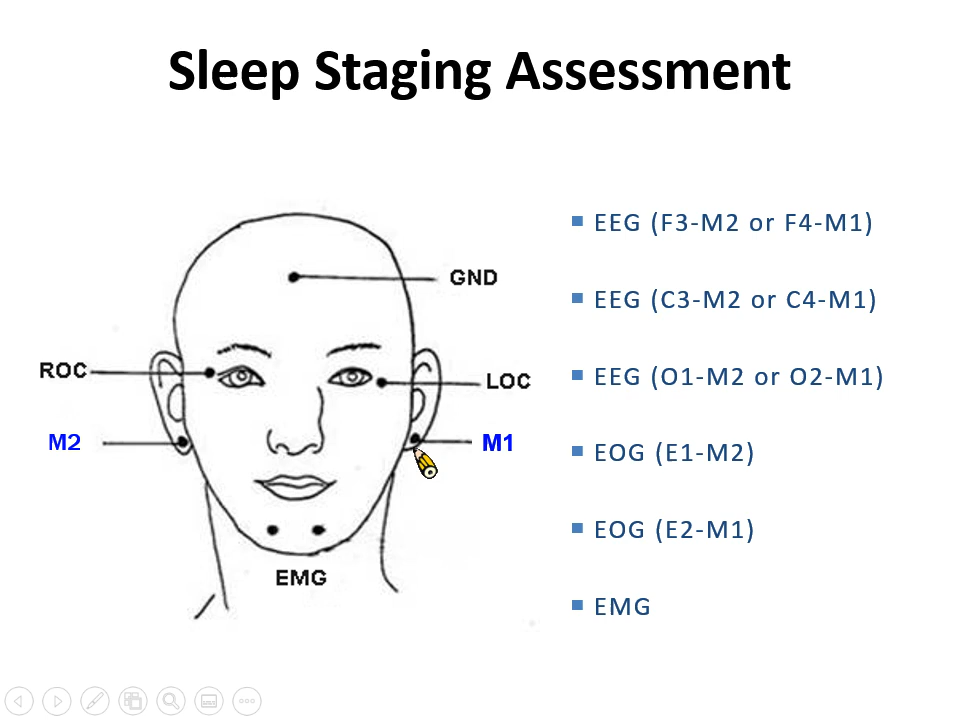 Sleep Staging Assessment
GND
ROC
LOC
M2
M1
EMG
EEG (F3-M2 or F4-M1)
EEG (C3-M2 or C4-M1)
EEG (O1-M2 or O2-M1)
EOG (E1-M2)
EOG (E2-M1)
EMG